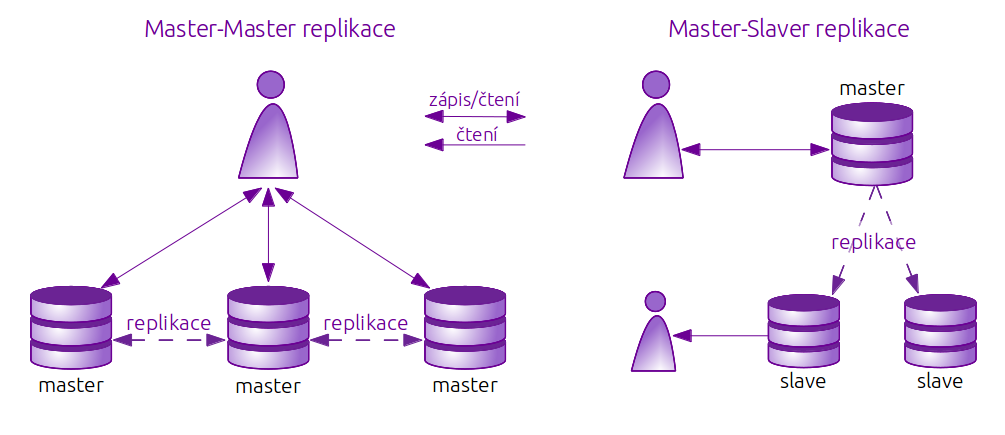 Master-Master replikace
zápis/čtení
čtení
replikace
replikace
master
master
master
Master-Slaver replikace
master
replikace
slave
slave